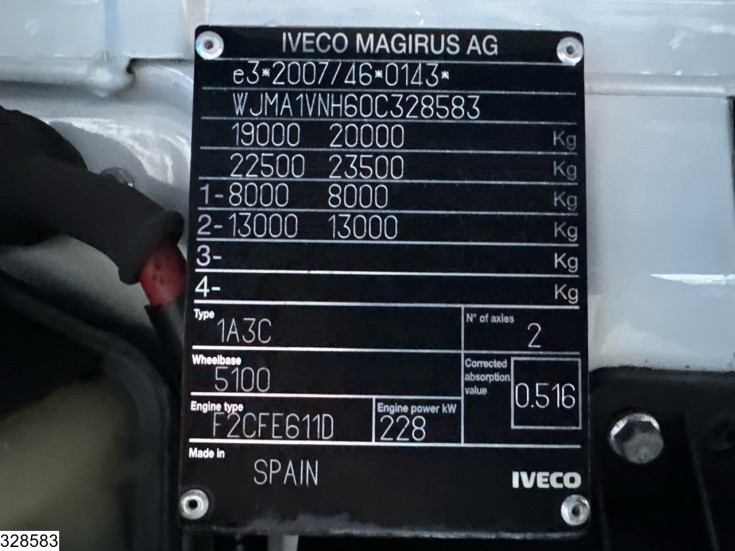 IVECO MAGIRUS AG
e3*2007/46*0143*
WJMA1VNH60C328583
19000 20000 Kg
22500 23500 Kg
1- 8000 8000 Kg
2- 13000 13000 Kg
3- Kg
4- Kg
Type 1A3C
N° of axles 2
Wheelbase 5100
Corrected absorption value 0.516
Engine type F2CFE611D
Engine power kW 228
Made in SPAIN
IVECO
328583